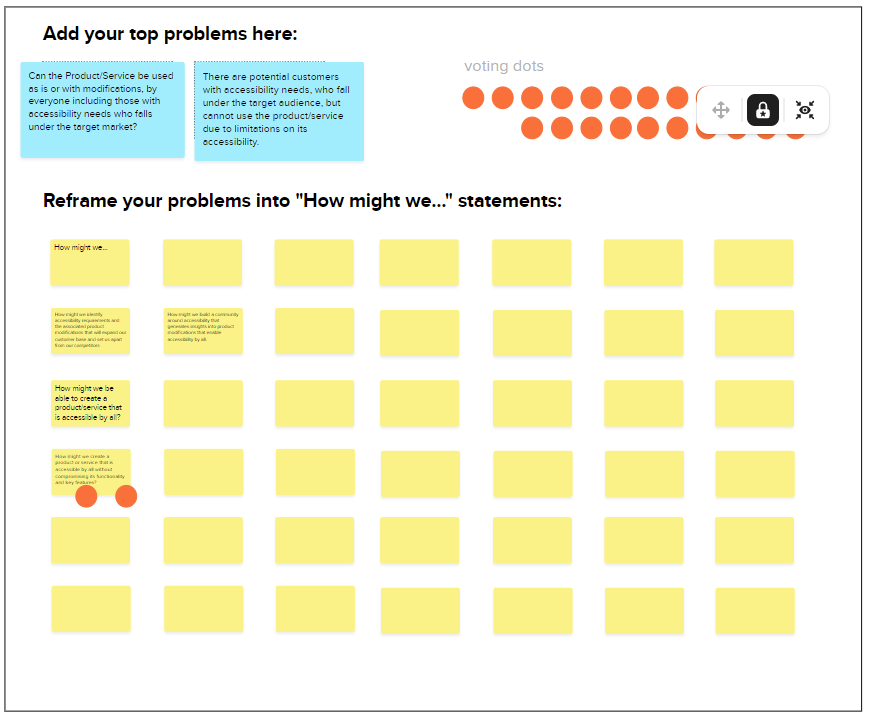 Add your top problems here:
Can the Product/Service be used
as is or with modifications, by
everyone including those with
accessibility needs who falls
under the target market?
There are potential customers
with accessibility needs, who fall
under the target audience, but
cannot use the product/service
due to limitations on its
accessibility.
voting dots
Reframe your problems into "How might we..." statements:
How might we...
How might we identify
accessibility requirements and
the associated product
modifications that will expand our
customer base and set us apart
from our competitors
How might we build a community
around accessibility that
generates insights into product
modifications that enable
accessibility by all
How might we be
able to create a
product/service that
is accessible by all?
How might we create a
product or service that is
accessible by all without
compromising its functionality
and key features?